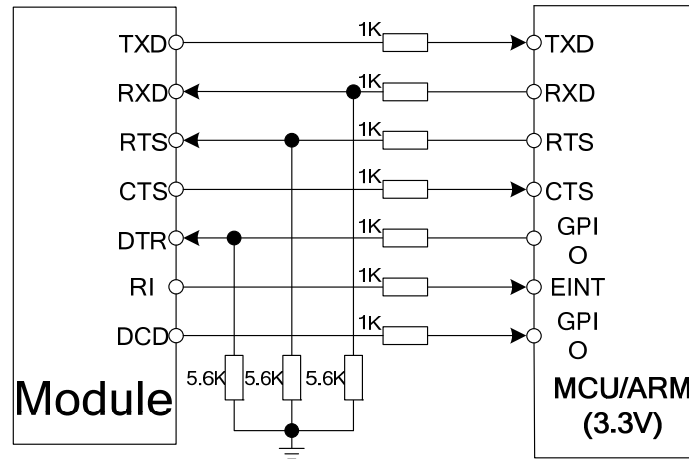 TXD 1K TXD
RXD 1K RXD
RTS 1K RTS
CTS 1K CTS
DTR 1K GPI
O
RI 1K EINT
DCD 1K GPI
O
5.6K 5.6K 5.6K
Module
MCU/ARM
(3.3V)